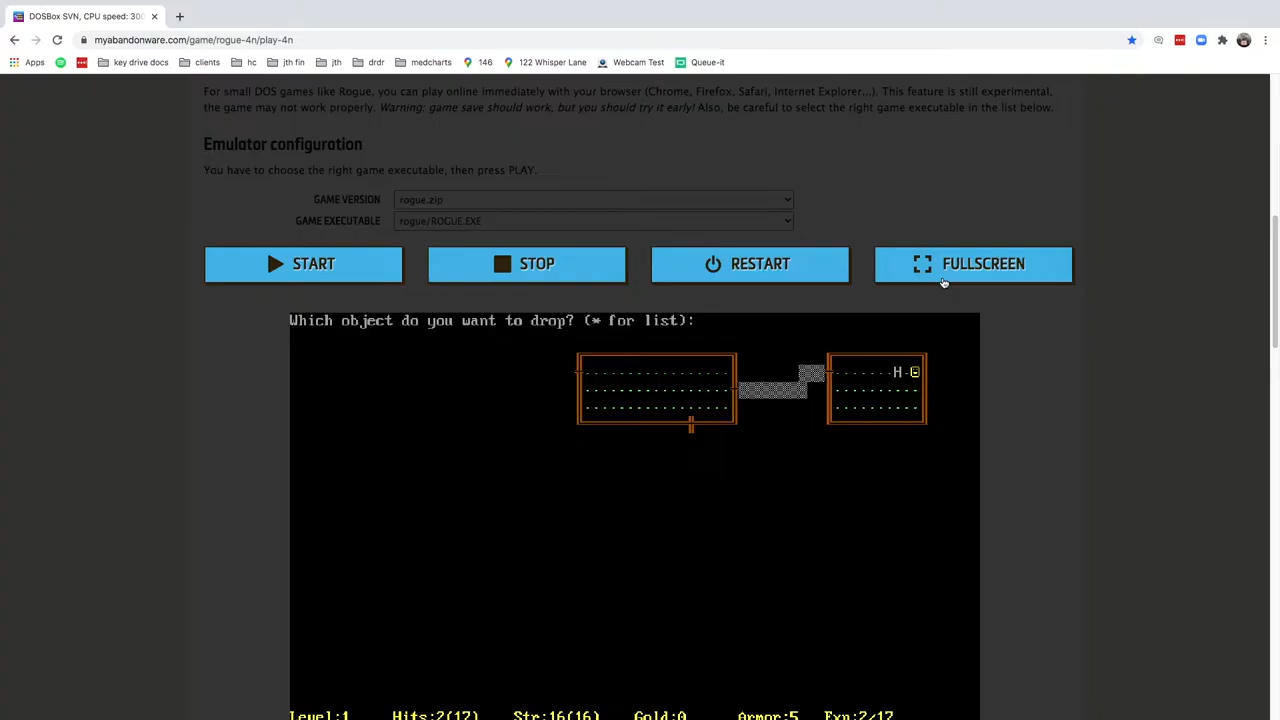 DOSBox SVN, CPU speed: 300
myabandonware.com/game/rogue-4n/play-4n
Apps key drive docs clients hc jth fin jth drdr medcharts 146 122 Whisper Lane Webcam Test Queue-it
For small DOS games like Rogue, you can play online immediately with your browser (Chrome, Firefox, Safari, Internet Explorer...). This feature is still experimental,
the game may not work properly. Warning: game save should work, but you should try it early! Also, be careful to select the right game executable in the list below.
Emulator configuration
You have to choose the right game executable, then press PLAY.
GAME VERSION rogue.zip
GAME EXECUTABLE rogue/ROGUE.EXE
START STOP RESTART FULLSCREEN
Which object do you want to drop? (* for list):
H
Level:1 Hits:2(17) Str:16(16) Gold:0 Armor:5 Exp:2/17